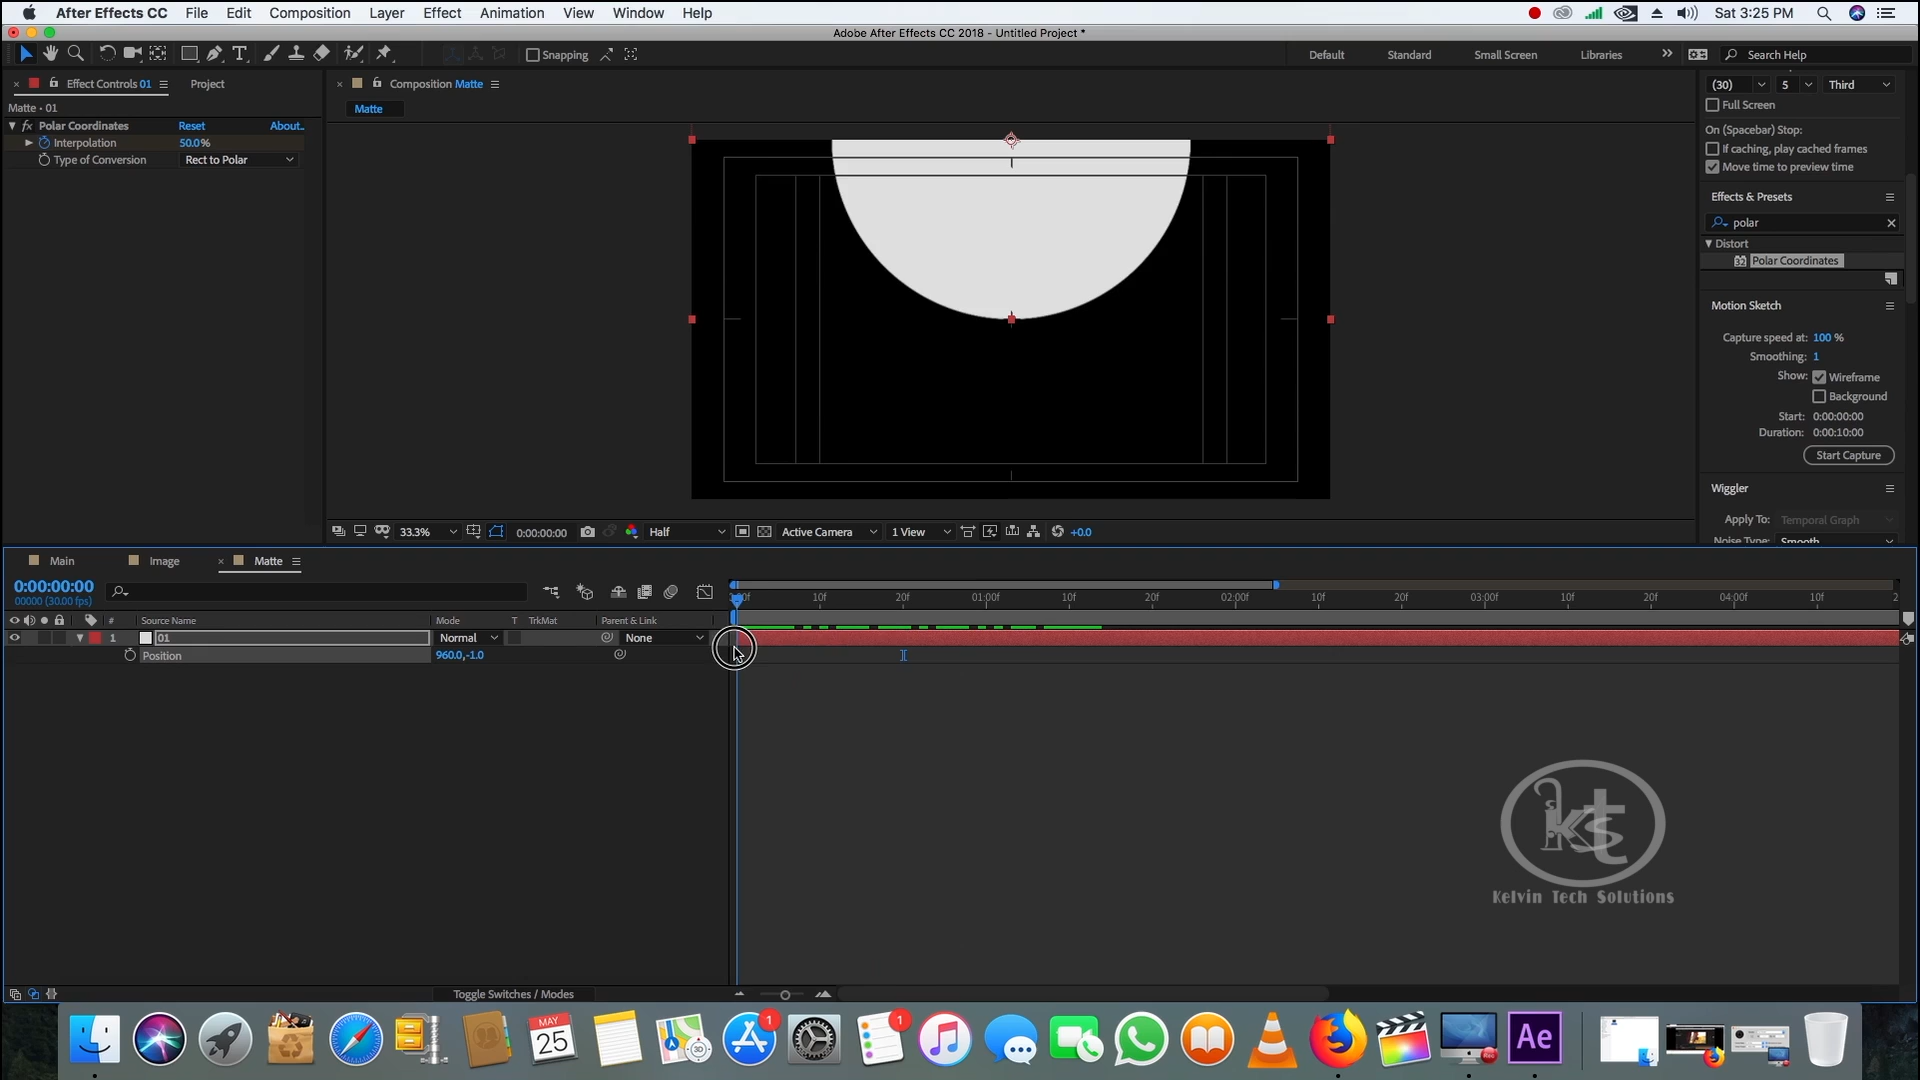 After Effects CC File Edit Composition Layer Effect Animation View Window Help Sat 3:25 PM
Adobe After Effects CC 2018 - Untitled Project *
T Snapping Default Standard Small Screen Libraries Search Help
Effect Controls 01 Project Composition Matte (30) 5 Third
Matte • 01 Matte Full Screen
fx Polar Coordinates Reset About.. On (Spacebar) Stop:
Interpolation 50.0% If caching, play cached frames
Type of Conversion Rect to Polar Move time to preview time
Effects & Presets
polar
Distort
32 Polar Coordinates
Motion Sketch
Capture speed at: 100 %
Smoothing: 1
Show: Wireframe
Background
Start: 0:00:00:00
Duration: 0:00:10:00
Start Capture
Wiggler
Apply To: Temporal Graph
33.3% 0:00:00:00 Half Active Camera 1 View +0.0
Noise Type: Smooth
Main Image Matte
0:00:00:00
00000 (30.00 fps)
10f 20f 01:00f 10f 20f 02:00f 10f 20f 03:00f 10f 20f 04:00f 10f 2
# Source Name Mode T TrkMat Parent & Link
1 01 Normal None
Position 960.0,-1.0
kts
Kelvin Tech Solutions
Toggle Switches / Modes
MAY
25
3D
1
1
Ae